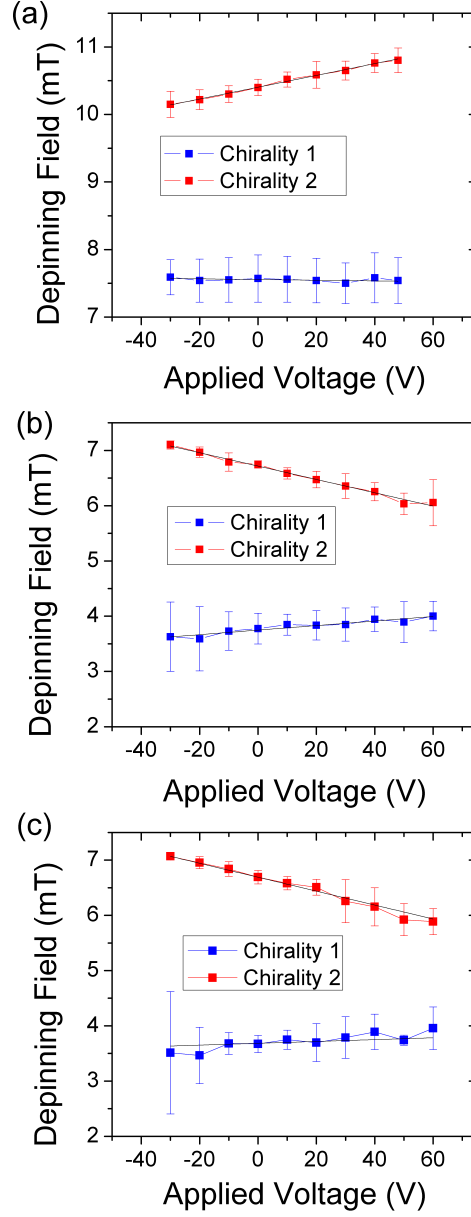 (a)
Depinning Field (mT)
11
10
9
8
7
Chirality 1
Chirality 2
-40 -20 0 20 40 60
Applied Voltage (V)
(b)
Depinning Field (mT)
7
6
5
4
3
2
Chirality 1
Chirality 2
-40 -20 0 20 40 60
Applied Voltage (V)
(c)
Depinning Field (mT)
7
6
5
4
3
2
Chirality 1
Chirality 2
-40 -20 0 20 40 60
Applied Voltage (V)